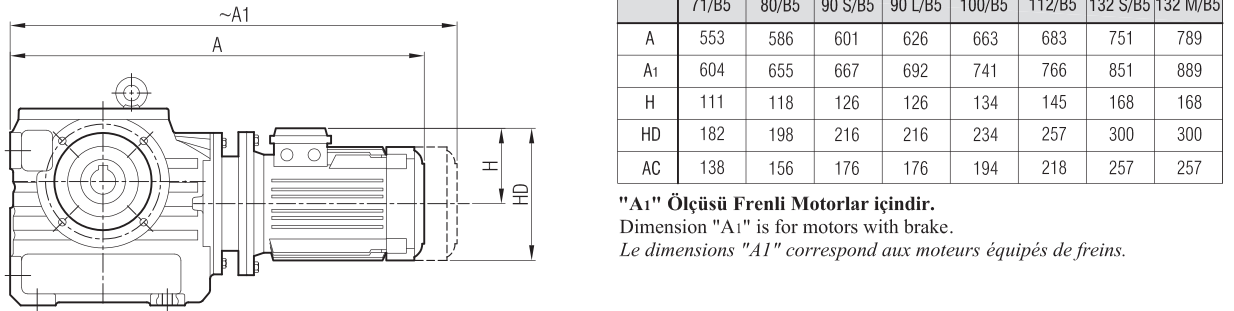 ~A1
A
H
HD
71/B5 80/B5 90 S/B5 90 L/B5 100/B5 112/B5 132 S/B5 132 M/B5
A 553 586 601 626 663 683 751 789
A1 604 655 667 692 741 766 851 889
H 111 118 126 126 134 145 168 168
HD 182 198 216 216 234 257 300 300
AC 138 156 176 176 194 218 257 257
"A1" Ölçüsü Frenli Motorlar içindir.
Dimension "A1" is for motors with brake.
Le dimensions "A1" correspond aux moteurs équipés de freins.